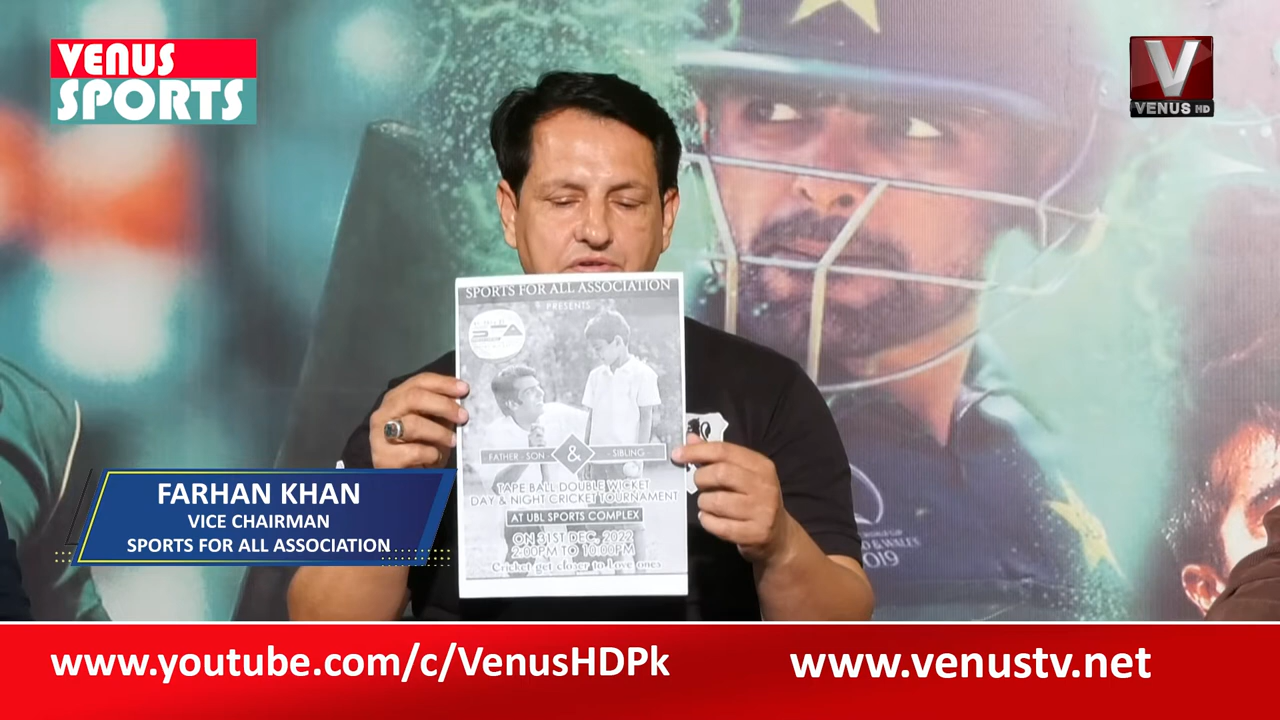 VENUS
SPORTS
V
VENUS HD
SPORTS FOR ALL ASSOCIATION
PRESENTS
FATHER - SON - & - SIBLING -
TAPE BALL DOUBLE WICKET
DAY & NIGHT CRICKET TOURNAMENT
AT UBL SPORTS COMPLEX
ON 31ST DEC, 2022
2:00PM TO 10:00PM
Cricket get closer to Love ones
FARHAN KHAN
VICE CHAIRMAN
SPORTS FOR ALL ASSOCIATION
& WALES
2019
www.youtube.com/c/VenusHDPk
www.venustv.net